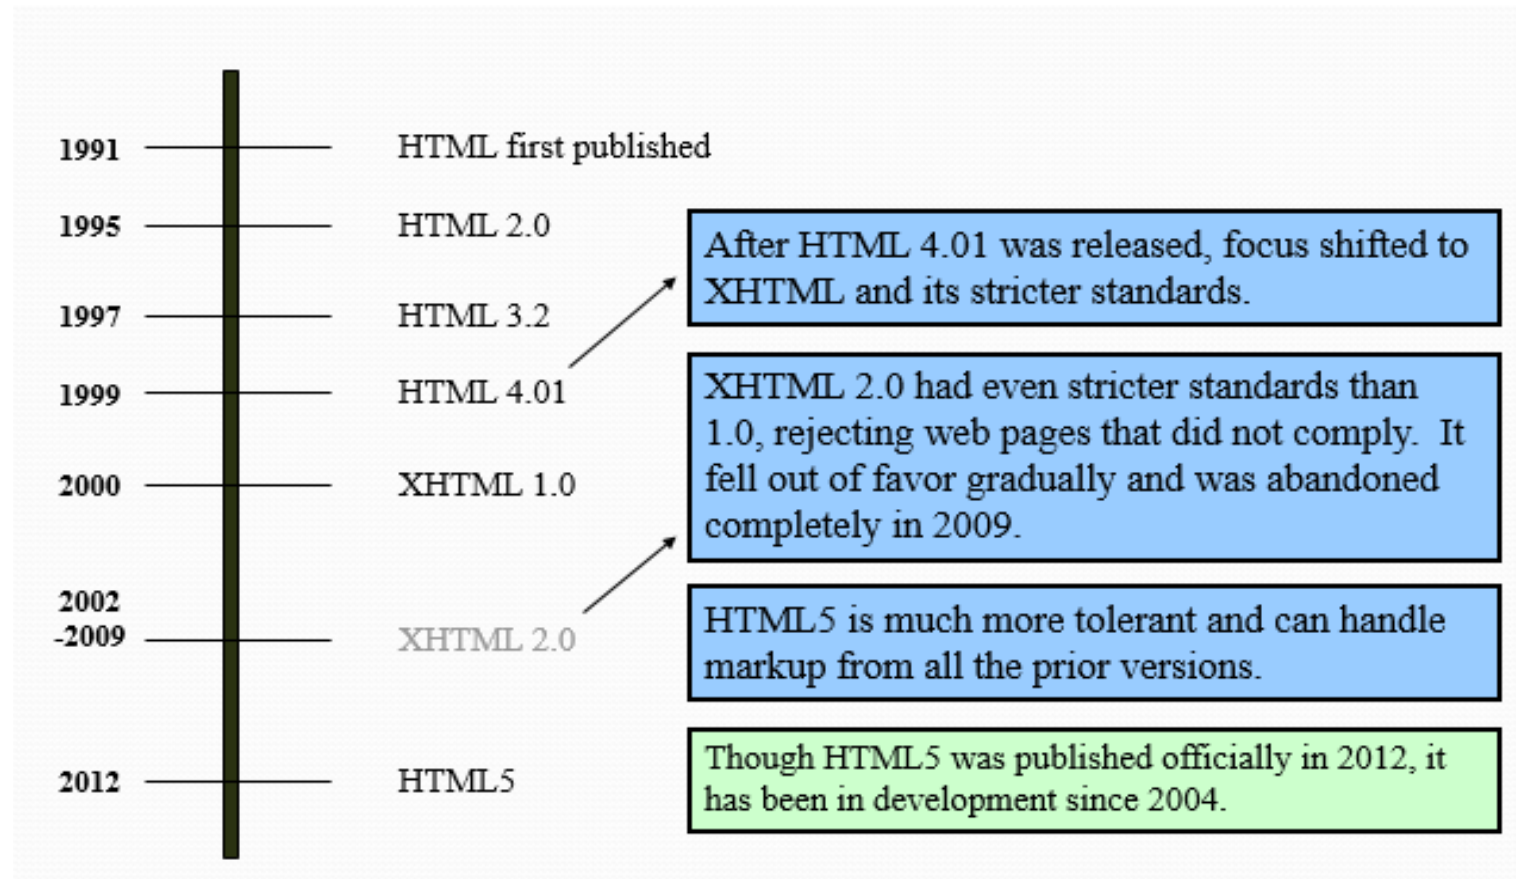 1991 HTML first published
1995 HTML 2.0
1997 HTML 3.2
1999 HTML 4.01
2000 XHTML 1.0
2002
-2009 XHTML 2.0
2012 HTML5
After HTML 4.01 was released, focus shifted to
XHTML and its stricter standards.
XHTML 2.0 had even stricter standards than
1.0, rejecting web pages that did not comply.  It
fell out of favor gradually and was abandoned
completely in 2009.
HTML5 is much more tolerant and can handle
markup from all the prior versions.
Though HTML5 was published officially in 2012, it
has been in development since 2004.